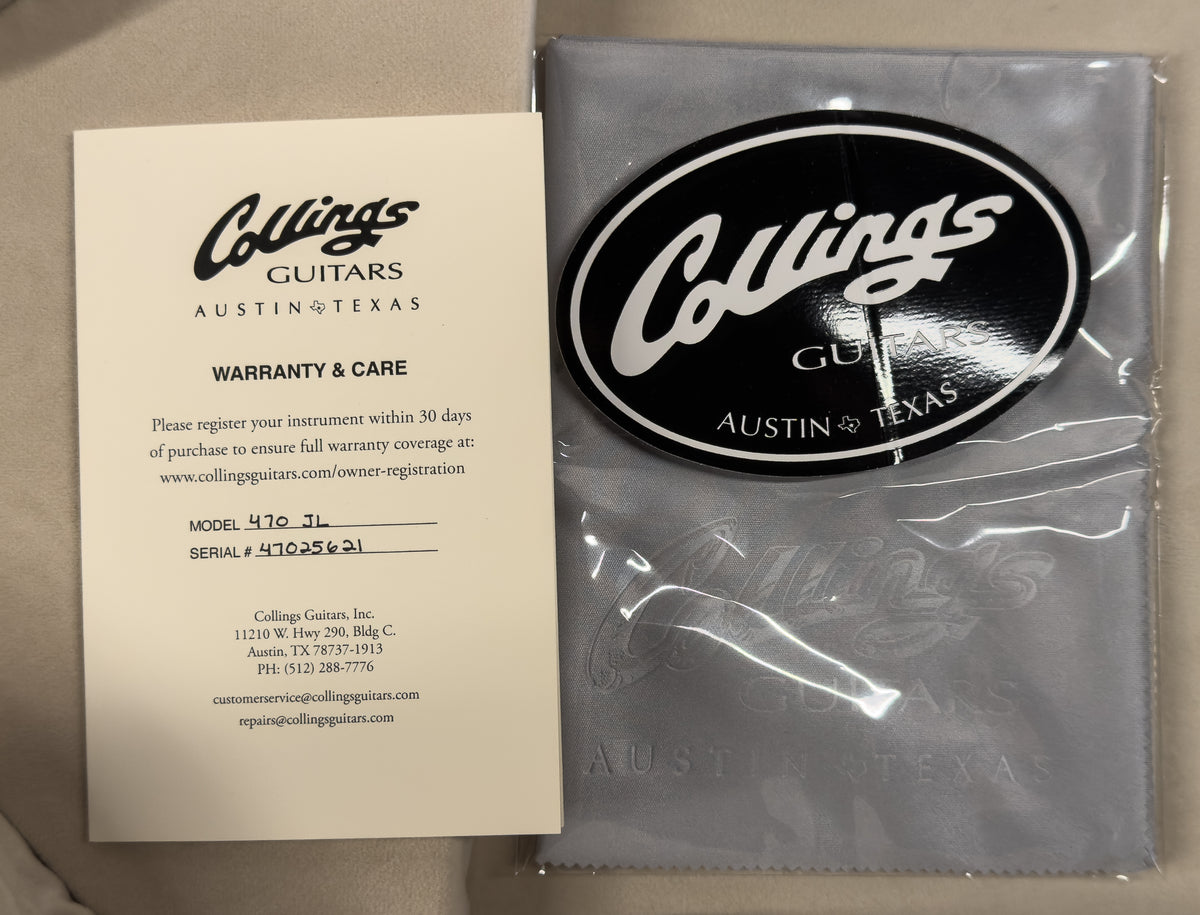 Collings
GUITARS
AUSTIN TEXAS
WARRANTY & CARE
Please register your instrument within 30 days
of purchase to ensure full warranty coverage at:
www.collingsguitars.com/owner-registration
MODEL 470 JL
SERIAL # 47025621
Collings Guitars, Inc.
11210 W. Hwy 290, Bldg C.
Austin, TX 78737-1913
PH: (512) 288-7776
customerservice@collingsguitars.com
repairs@collingsguitars.com
Collings
GUITARS
AUSTIN TEXAS
Collings
GUITARS
AUSTIN TEXAS